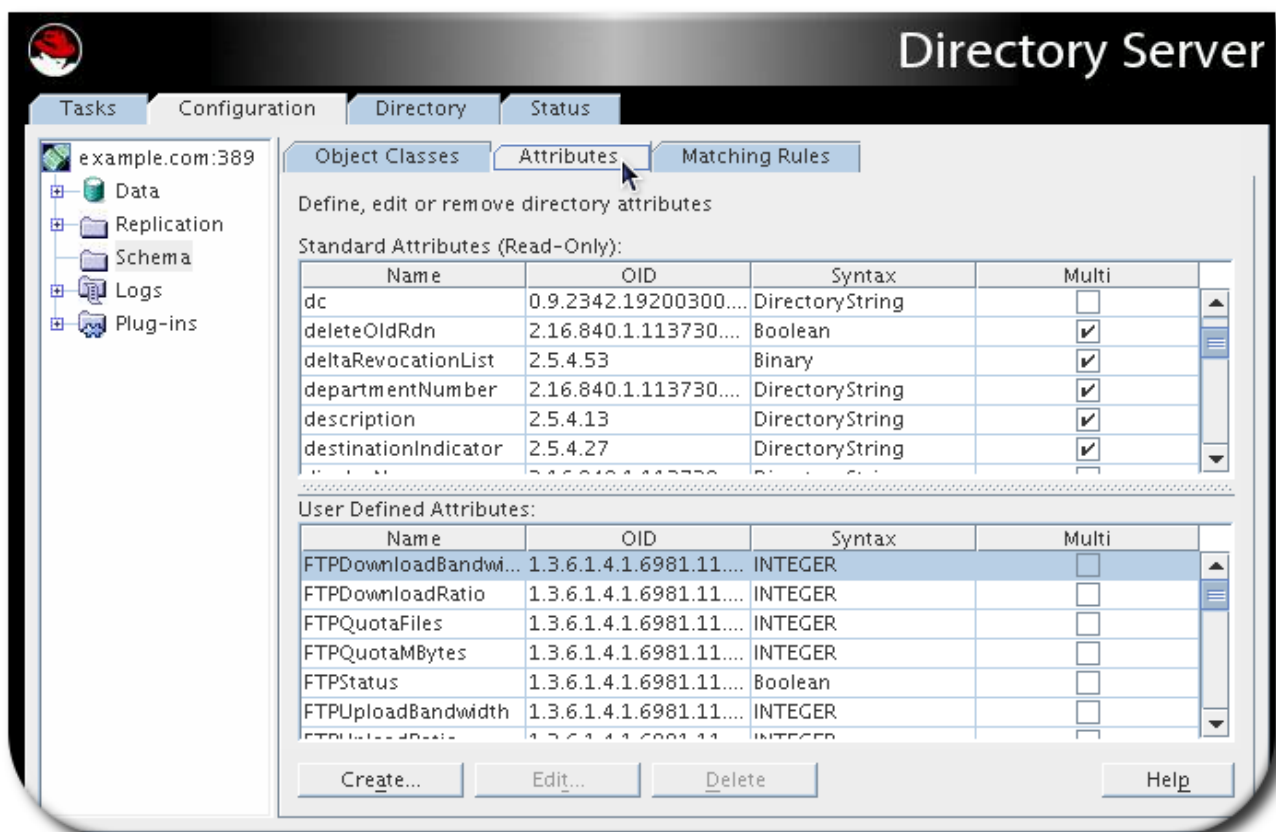 Directory Server
Tasks Configuration Directory Status
example.com:389
Data
Replication
Schema
Logs
Plug-ins
Object Classes Attributes Matching Rules
Define, edit or remove directory attributes
Standard Attributes (Read-Only):
Name OID Syntax Multi
dc 0.9.2342.19200300.... DirectoryString
deleteOldRdn 2.16.840.1.113730.... Boolean
deltaRevocationList 2.5.4.53 Binary
departmentNumber 2.16.840.1.113730.... DirectoryString
description 2.5.4.13 DirectoryString
destinationIndicator 2.5.4.27 DirectoryString
User Defined Attributes:
Name OID Syntax Multi
FTPDownloadBandwi... 1.3.6.1.4.1.6981.11.... INTEGER
FTPDownloadRatio 1.3.6.1.4.1.6981.11.... INTEGER
FTPQuotaFiles 1.3.6.1.4.1.6981.11.... INTEGER
FTPQuotaMBytes 1.3.6.1.4.1.6981.11.... INTEGER
FTPStatus 1.3.6.1.4.1.6981.11.... Boolean
FTPUploadBandwidth 1.3.6.1.4.1.6981.11.... INTEGER
Create... Edit... Delete Help